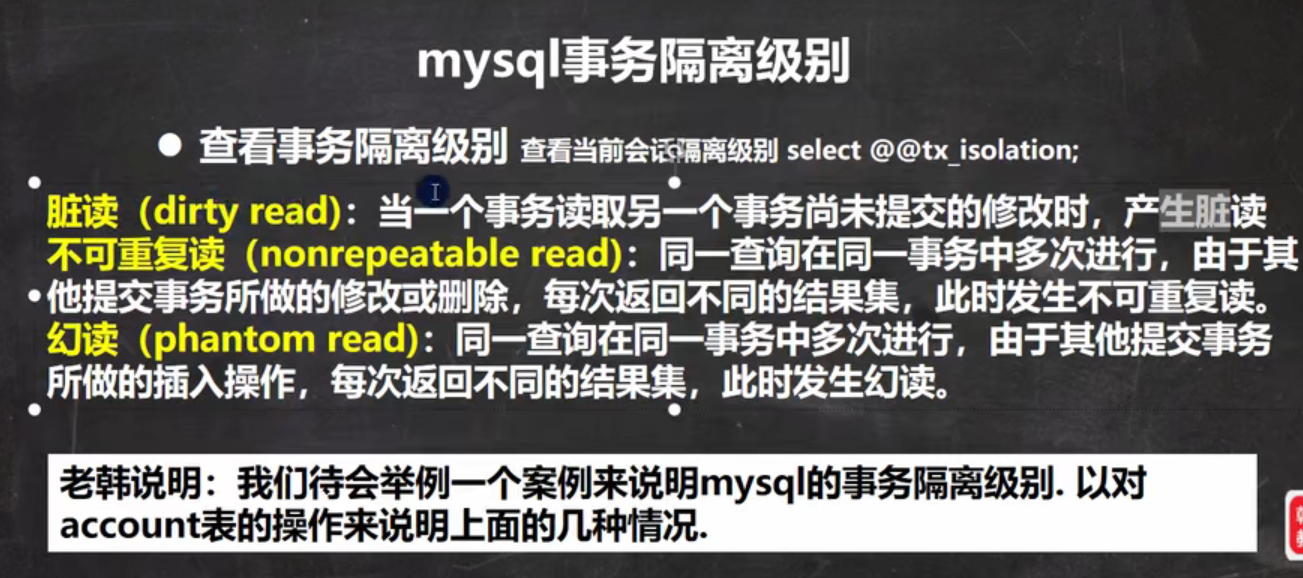 mysql事务隔离级别
● 查看事务隔离级别 查看当前会话隔离级别 select @@tx_isolation;
脏读（dirty read)：当一个事务读取另一个事务尚未提交的修改时，产生脏读
不可重复读（nonrepeatable read)：同一查询在同一事务中多次进行，由于其
他提交事务所做的修改或删除，每次返回不同的结果集，此时发生不可重复读。
幻读（phantom read)：同一查询在同一事务中多次进行，由于其他提交事务
所做的插入操作，每次返回不同的结果集，此时发生幻读。
老韩说明：我们待会举例一个案例来说明mysql的事务隔离级别. 以对
account表的操作来说明上面的几种情况.